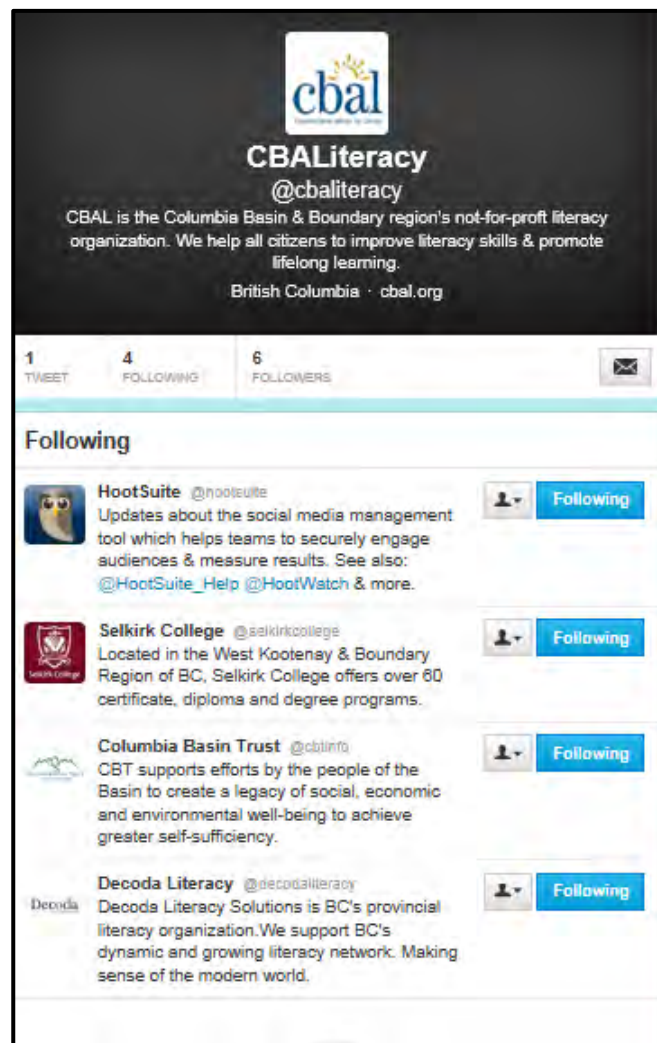 cbal
CBALiteracy
@cbaliteracy
CBAL is the Columbia Basin & Boundary region's not-for-proft literacy
organization. We help all citizens to improve literacy skills & promote
lifelong learning.
British Columbia · cbal.org
1 4 6
TWEET FOLLOWING FOLLOWERS
Following
HootSuite @hootsuite
Following
Updates about the social media management
tool which helps teams to securely engage
audiences & measure results. See also:
@HootSuite_Help @HootWatch & more.
Selkirk College @selkirkcollege
Following
Located in the West Kootenay & Boundary
Region of BC, Selkirk College offers over 60
certificate, diploma and degree programs.
Selkirk College
Columbia Basin Trust @cbtinfo
Following
CBT supports efforts by the people of the
Basin to create a legacy of social, economic
and environmental well-being to achieve
greater self-sufficiency.
Decoda Literacy @decodaliteracy
Following
Decoda
Decoda Literacy Solutions is BC's provincial
literacy organization.We support BC's
dynamic and growing literacy network. Making
sense of the modern world.